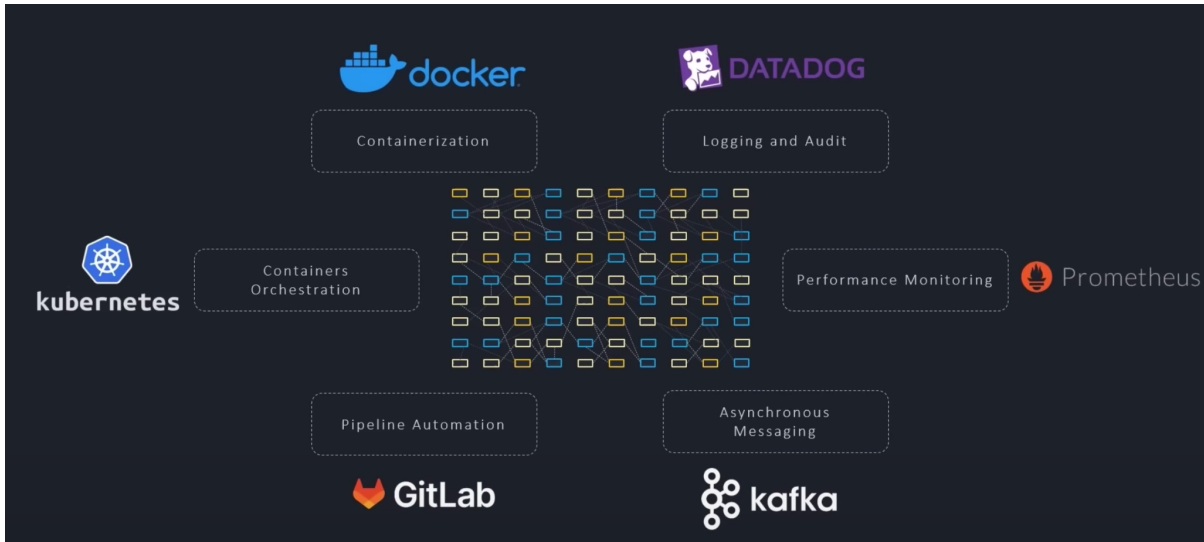 docker
DATADOG
Containerization
Logging and Audit
kubernetes
Containers
Orchestration
Performance Monitoring
Prometheus
Pipeline Automation
Asynchronous
Messaging
GitLab
kafka